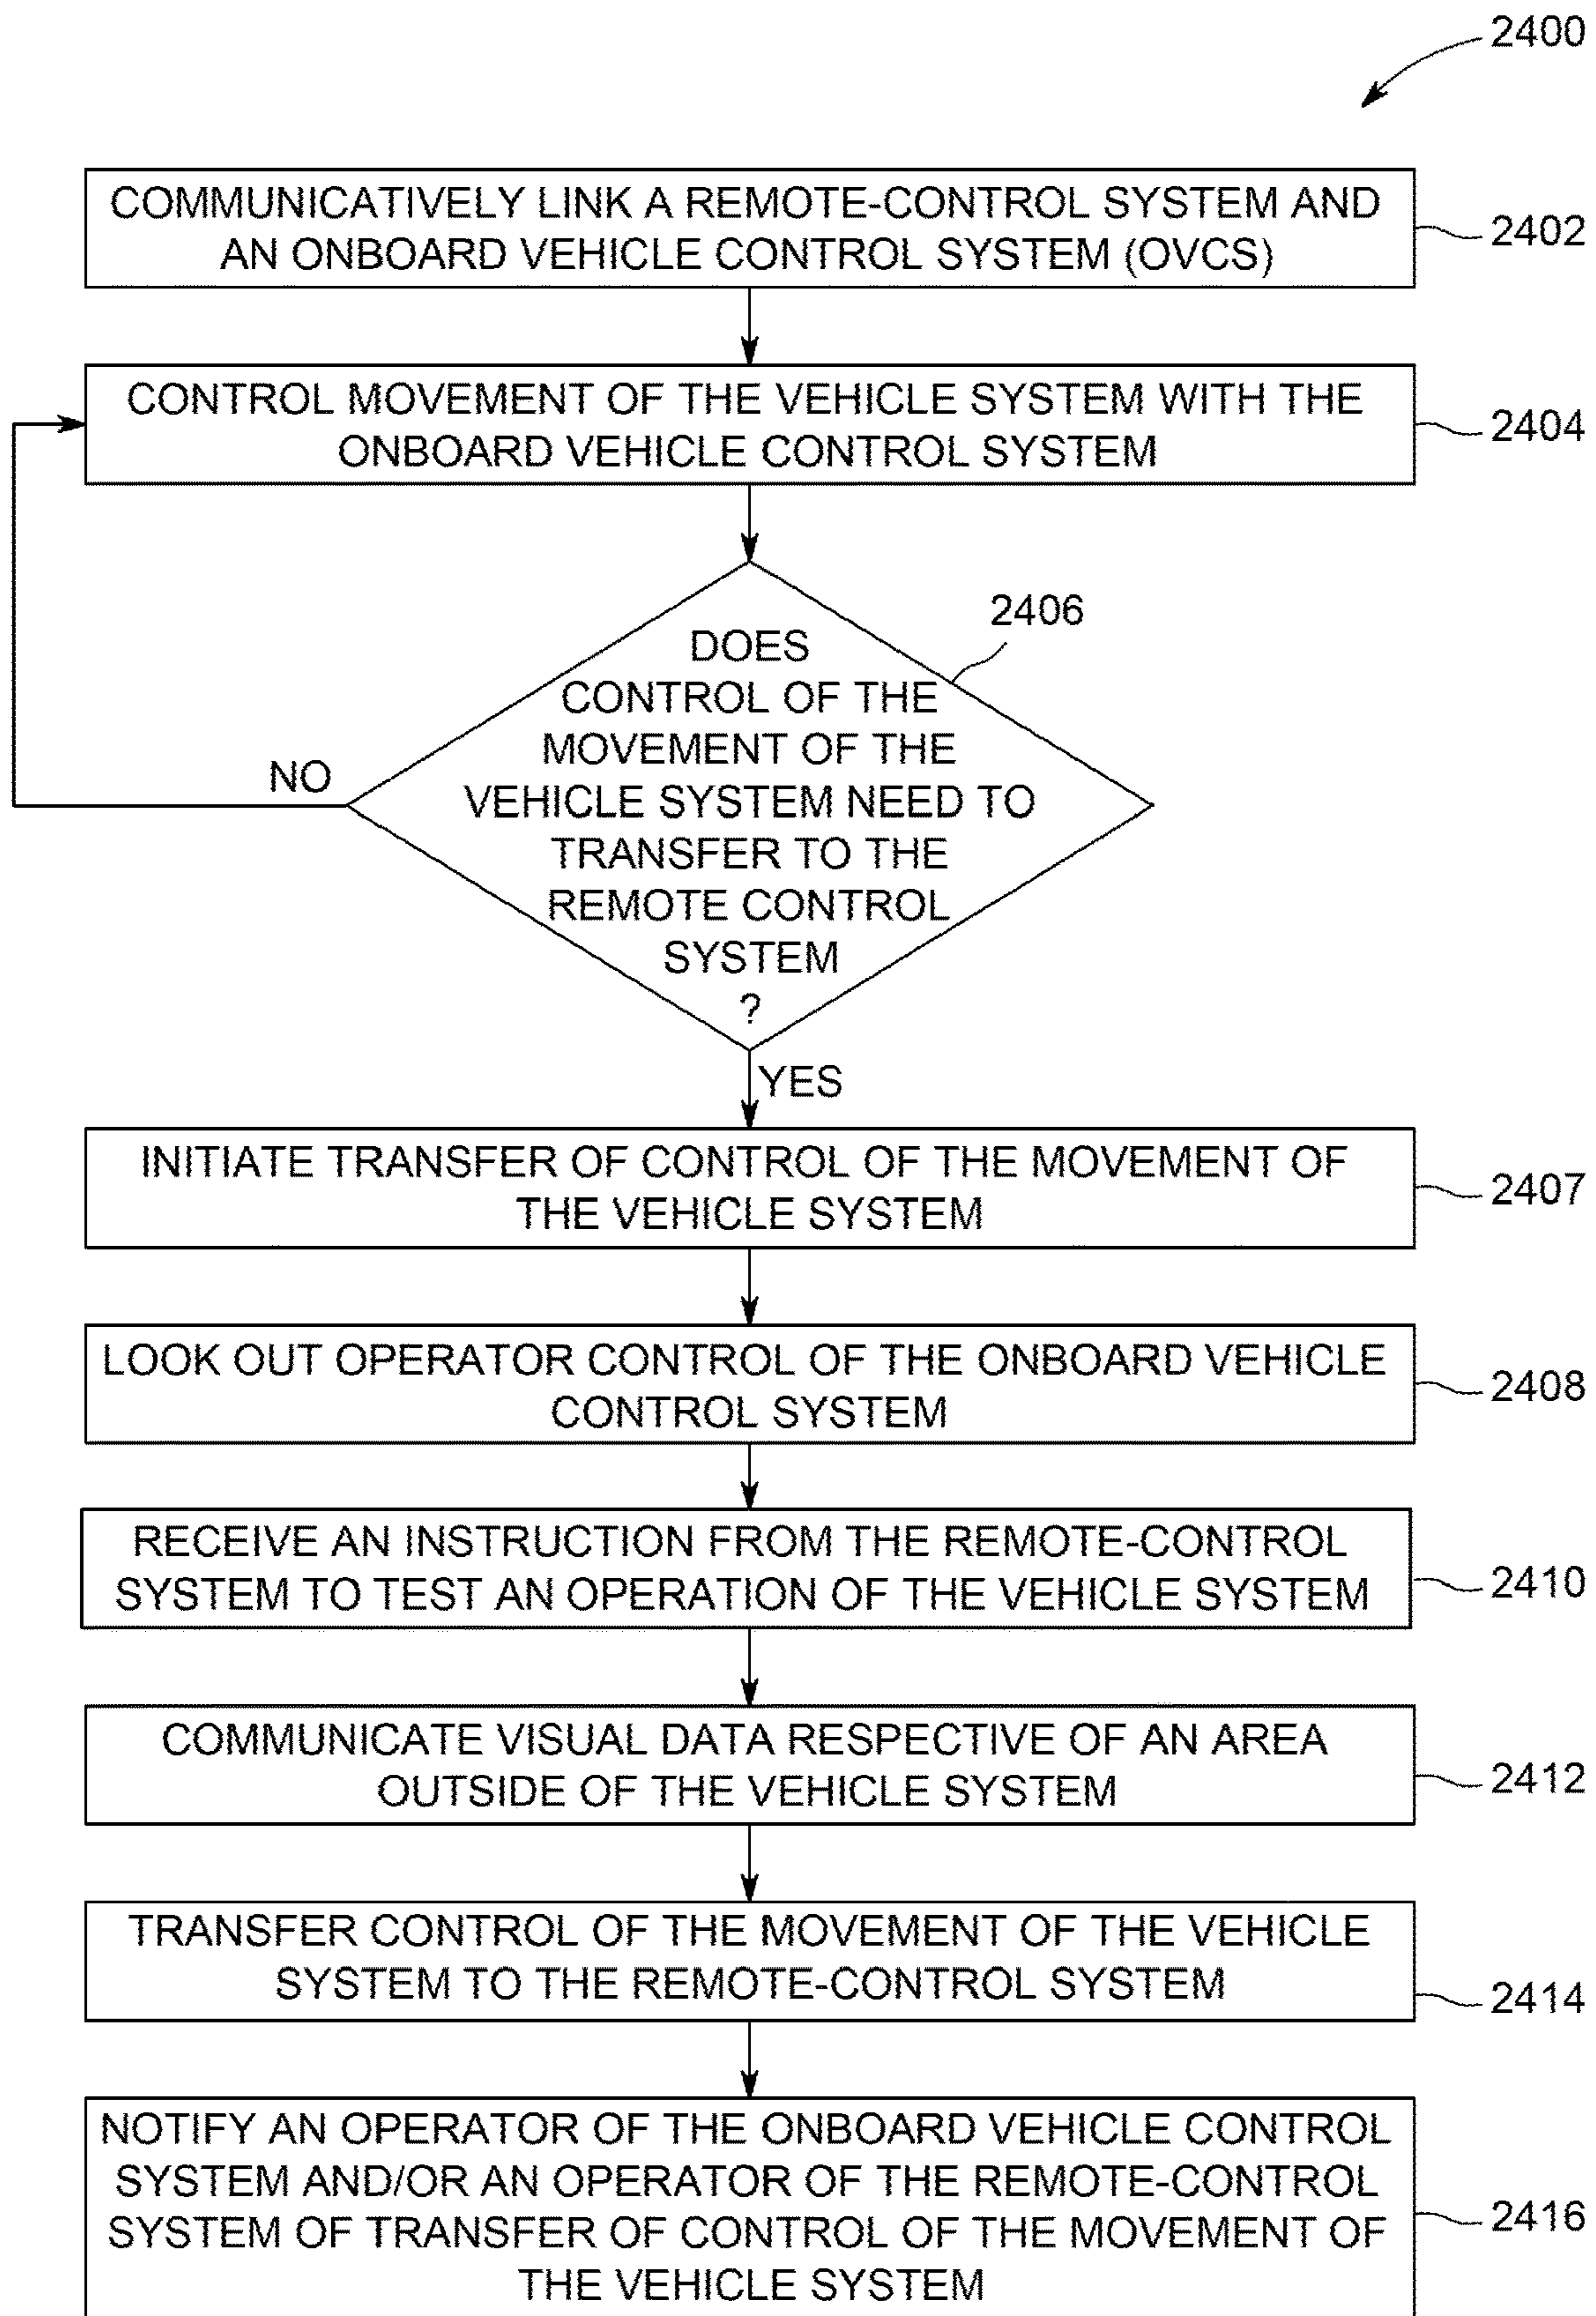 2400
COMMUNICATIVELY LINK A REMOTE-CONTROL SYSTEM AND
AN ONBOARD VEHICLE CONTROL SYSTEM (OVCS)
2402
CONTROL MOVEMENT OF THE VEHICLE SYSTEM WITH THE
ONBOARD VEHICLE CONTROL SYSTEM
2404
2406
DOES
CONTROL OF THE
MOVEMENT OF THE
VEHICLE SYSTEM NEED TO
TRANSFER TO THE
REMOTE CONTROL
SYSTEM
?
NO
YES
INITIATE TRANSFER OF CONTROL OF THE MOVEMENT OF
THE VEHICLE SYSTEM
2407
LOOK OUT OPERATOR CONTROL OF THE ONBOARD VEHICLE
CONTROL SYSTEM
2408
RECEIVE AN INSTRUCTION FROM THE REMOTE-CONTROL
SYSTEM TO TEST AN OPERATION OF THE VEHICLE SYSTEM
2410
COMMUNICATE VISUAL DATA RESPECTIVE OF AN AREA
OUTSIDE OF THE VEHICLE SYSTEM
2412
TRANSFER CONTROL OF THE MOVEMENT OF THE VEHICLE
SYSTEM TO THE REMOTE-CONTROL SYSTEM
2414
NOTIFY AN OPERATOR OF THE ONBOARD VEHICLE CONTROL
SYSTEM AND/OR AN OPERATOR OF THE REMOTE-CONTROL
SYSTEM OF TRANSFER OF CONTROL OF THE MOVEMENT OF
THE VEHICLE SYSTEM
2416